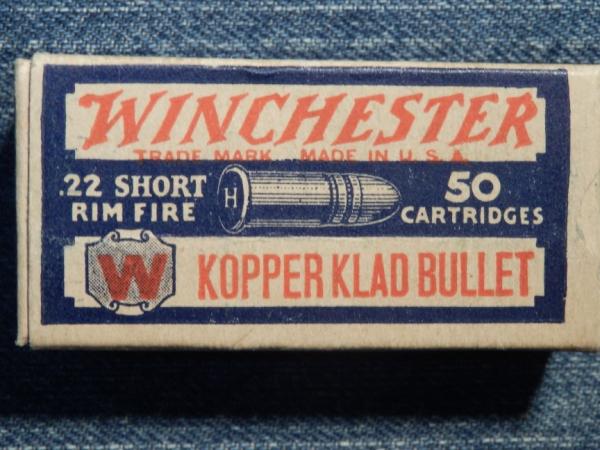 WINCHESTER
TRADE MARK. MADE IN U.S.A.
.22 SHORT
RIM FIRE
H
50
CARTRIDGES
W
KOPPER KLAD BULLET